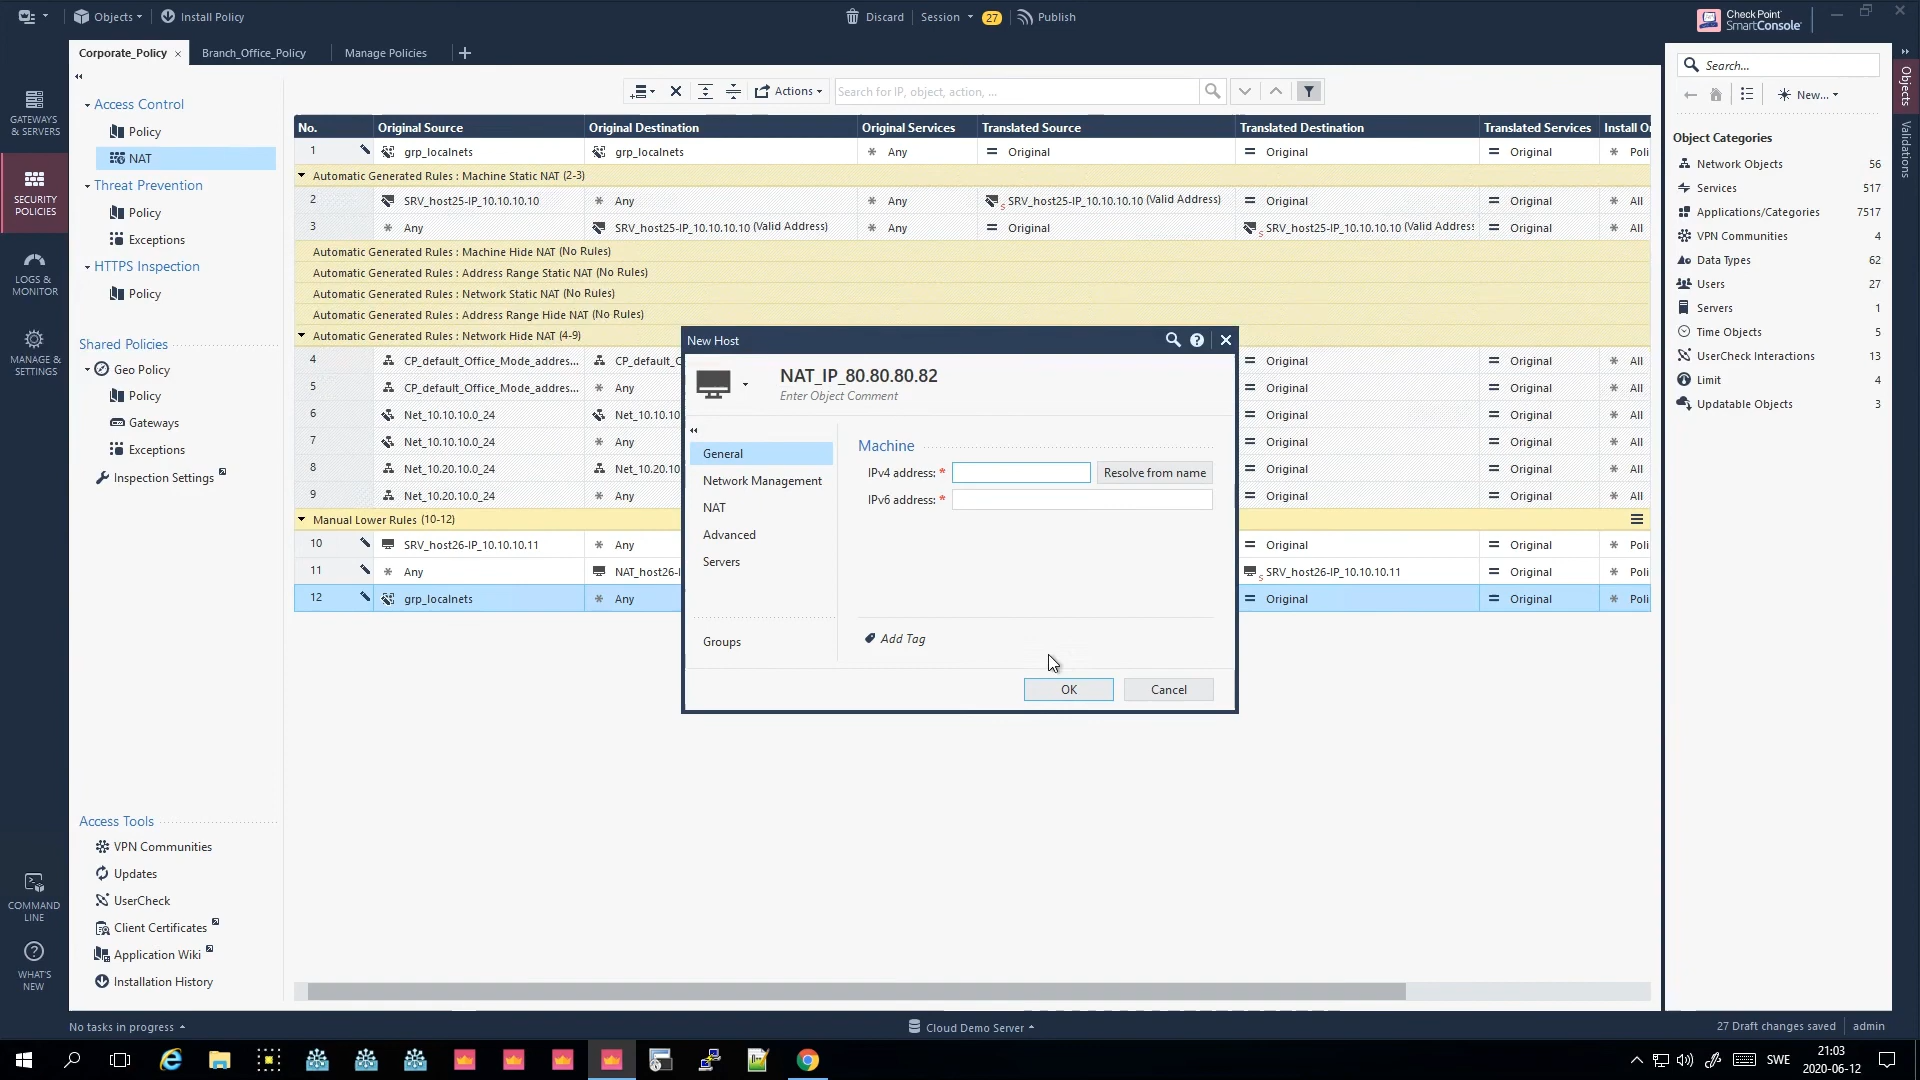 Objects
Install Policy
Discard
Session
27
Publish
Check Point
SmartConsole
Corporate_Policy
Branch_Office_Policy
Manage Policies
GATEWAYS
& SERVERS
SECURITY
POLICIES
LOGS &
MONITOR
MANAGE &
SETTINGS
COMMAND
LINE
WHAT'S
NEW
Access Control
Policy
NAT
Threat Prevention
Policy
Exceptions
HTTPS Inspection
Policy
Shared Policies
Geo Policy
Policy
Gateways
Exceptions
Inspection Settings
Access Tools
VPN Communities
Updates
UserCheck
Client Certificates
Application Wiki
Installation History
Actions
Search for IP, object, action, ...
No. Original Source Original Destination Original Services Translated Source Translated Destination Translated Services Install On
1 grp_localnets grp_localnets * Any = Original = Original = Original * Poli
Automatic Generated Rules : Machine Static NAT (2-3)
2 SRV_host25-IP_10.10.10.10 * Any * Any SRV_host25-IP_10.10.10.10 (Valid Address) = Original = Original * All
3 * Any SRV_host25-IP_10.10.10.10 (Valid Address) * Any = Original SRV_host25-IP_10.10.10.10 (Valid Address = Original * All
Automatic Generated Rules : Machine Hide NAT (No Rules)
Automatic Generated Rules : Address Range Static NAT (No Rules)
Automatic Generated Rules : Network Static NAT (No Rules)
Automatic Generated Rules : Address Range Hide NAT (No Rules)
Automatic Generated Rules : Network Hide NAT (4-9)
4 CP_default_Office_Mode_addres... CP_default_C = Original = Original * All
5 CP_default_Office_Mode_addres... * Any = Original = Original * All
6 Net_10.10.10.0_24 Net_10.10.10 = Original = Original * All
7 Net_10.10.10.0_24 * Any = Original = Original * All
8 Net_10.20.10.0_24 Net_10.20.10 = Original = Original * All
9 Net_10.20.10.0_24 * Any = Original = Original * All
Manual Lower Rules (10-12)
10 SRV_host26-IP_10.10.10.11 * Any = Original = Original * Poli
11 * Any NAT_host26-I SRV_host26-IP_10.10.10.11 = Original * Poli
12 grp_localnets * Any = Original = Original * Poli
New Host
NAT_IP_80.80.80.82
Enter Object Comment
General
Network Management
NAT
Advanced
Servers
Groups
Machine
IPv4 address: *
Resolve from name
IPv6 address: *
Add Tag
OK
Cancel
Search...
New...
Object Categories
Network Objects 56
Services 517
Applications/Categories 7517
VPN Communities 4
Data Types 62
Users 27
Servers 1
Time Objects 5
UserCheck Interactions 13
Limit 4
Updatable Objects 3
Objects
Validations
No tasks in progress
Cloud Demo Server
27 Draft changes saved
admin
SWE
21:03
2020-06-12